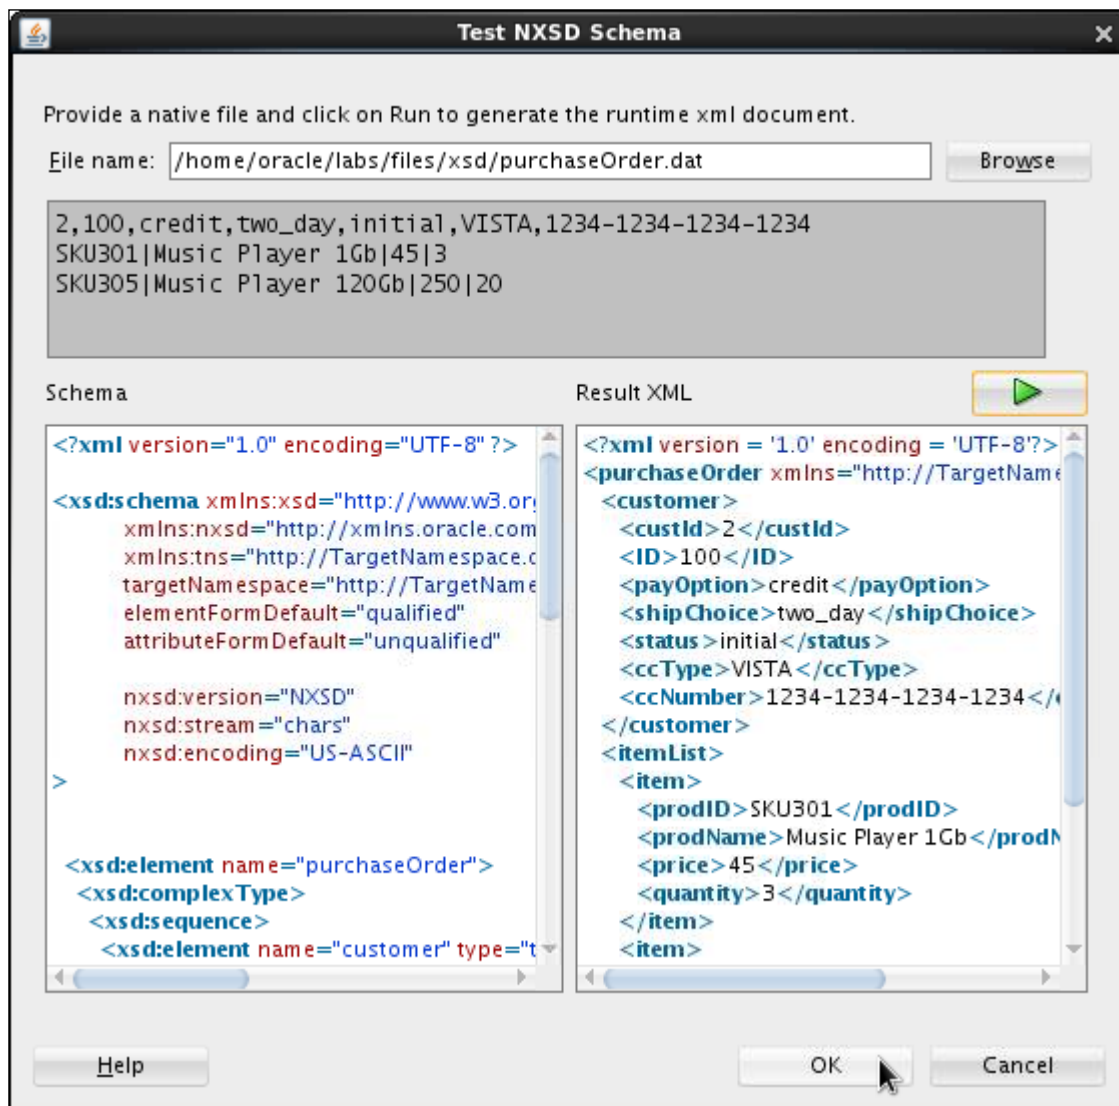 Test NXSD Schema
Provide a native file and click on Run to generate the runtime xml document.
File name: /home/oracle/labs/files/xsd/purchaseOrder.dat Browse
2,100,credit,two_day,initial,VISTA,1234-1234-1234-1234
SKU301|Music Player 1Gb|45|3
SKU305|Music Player 120Gb|250|20
Schema
<?xml version="1.0" encoding="UTF-8" ?>
<xsd:schema xmlns:xsd="http://www.w3.or
xmlns:nxsd="http://xmlns.oracle.com
xmlns:tns="http://TargetNamespace.c
targetNamespace="http://TargetName
elementFormDefault="qualified"
attributeFormDefault="unqualified"
nxsd:version="NXSD"
nxsd:stream="chars"
nxsd:encoding="US-ASCII"
>
<xsd:element name="purchaseOrder">
<xsd:complexType>
<xsd:sequence>
<xsd:element name="customer" type="t
Result XML
<?xml version = '1.0' encoding = 'UTF-8'?>
<purchaseOrder xmlns="http://TargetName
<customer>
<custId>2</custId>
<ID>100</ID>
<payOption>credit</payOption>
<shipChoice>two_day</shipChoice>
<status>initial</status>
<ccType>VISTA</ccType>
<ccNumber>1234-1234-1234-1234</c
</customer>
<itemList>
<item>
<prodID>SKU301</prodID>
<prodName>Music Player 1Gb</prodN
<price>45</price>
<quantity>3</quantity>
</item>
<item>
Help OK Cancel